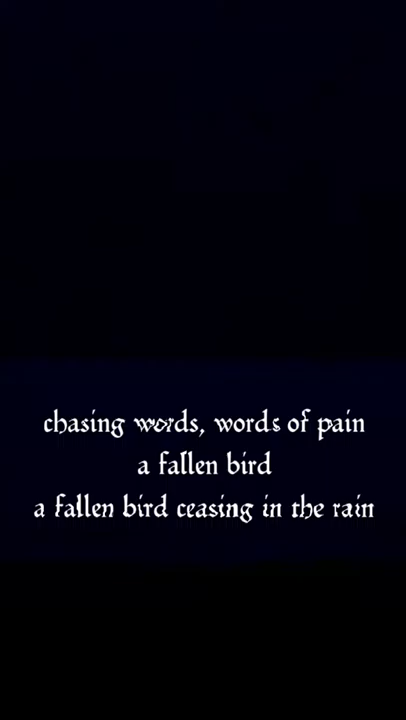 chasing words, words of pain
a fallen bird
a fallen bird ceasing in the rain